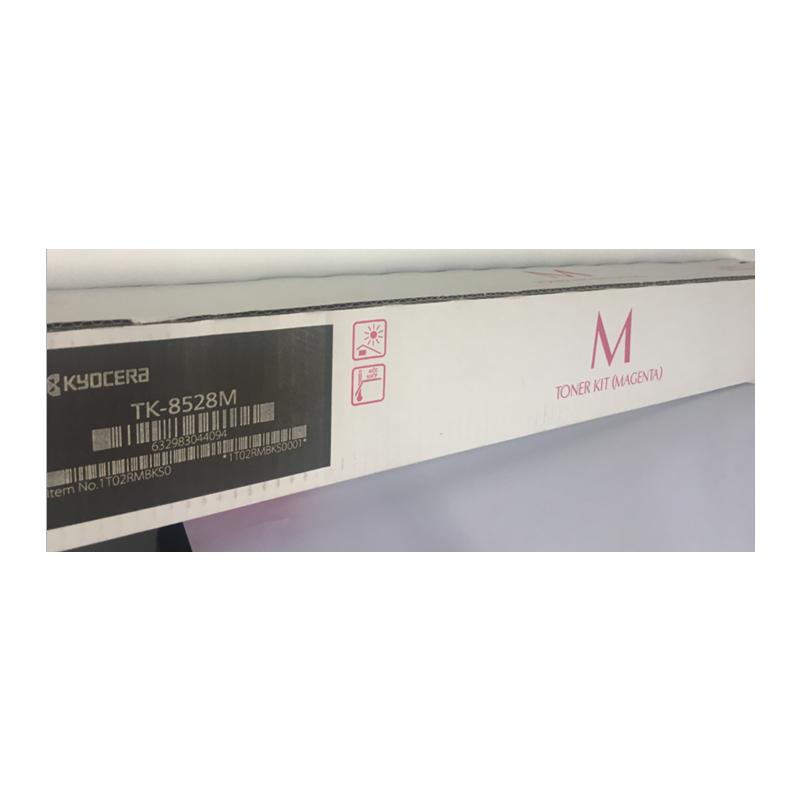 KYOCERA
TK-8528M
632983044094
*1T02RMBKS0001*
Item No.1T02RMBKS0
M
TONER KIT (MAGENTA)
M